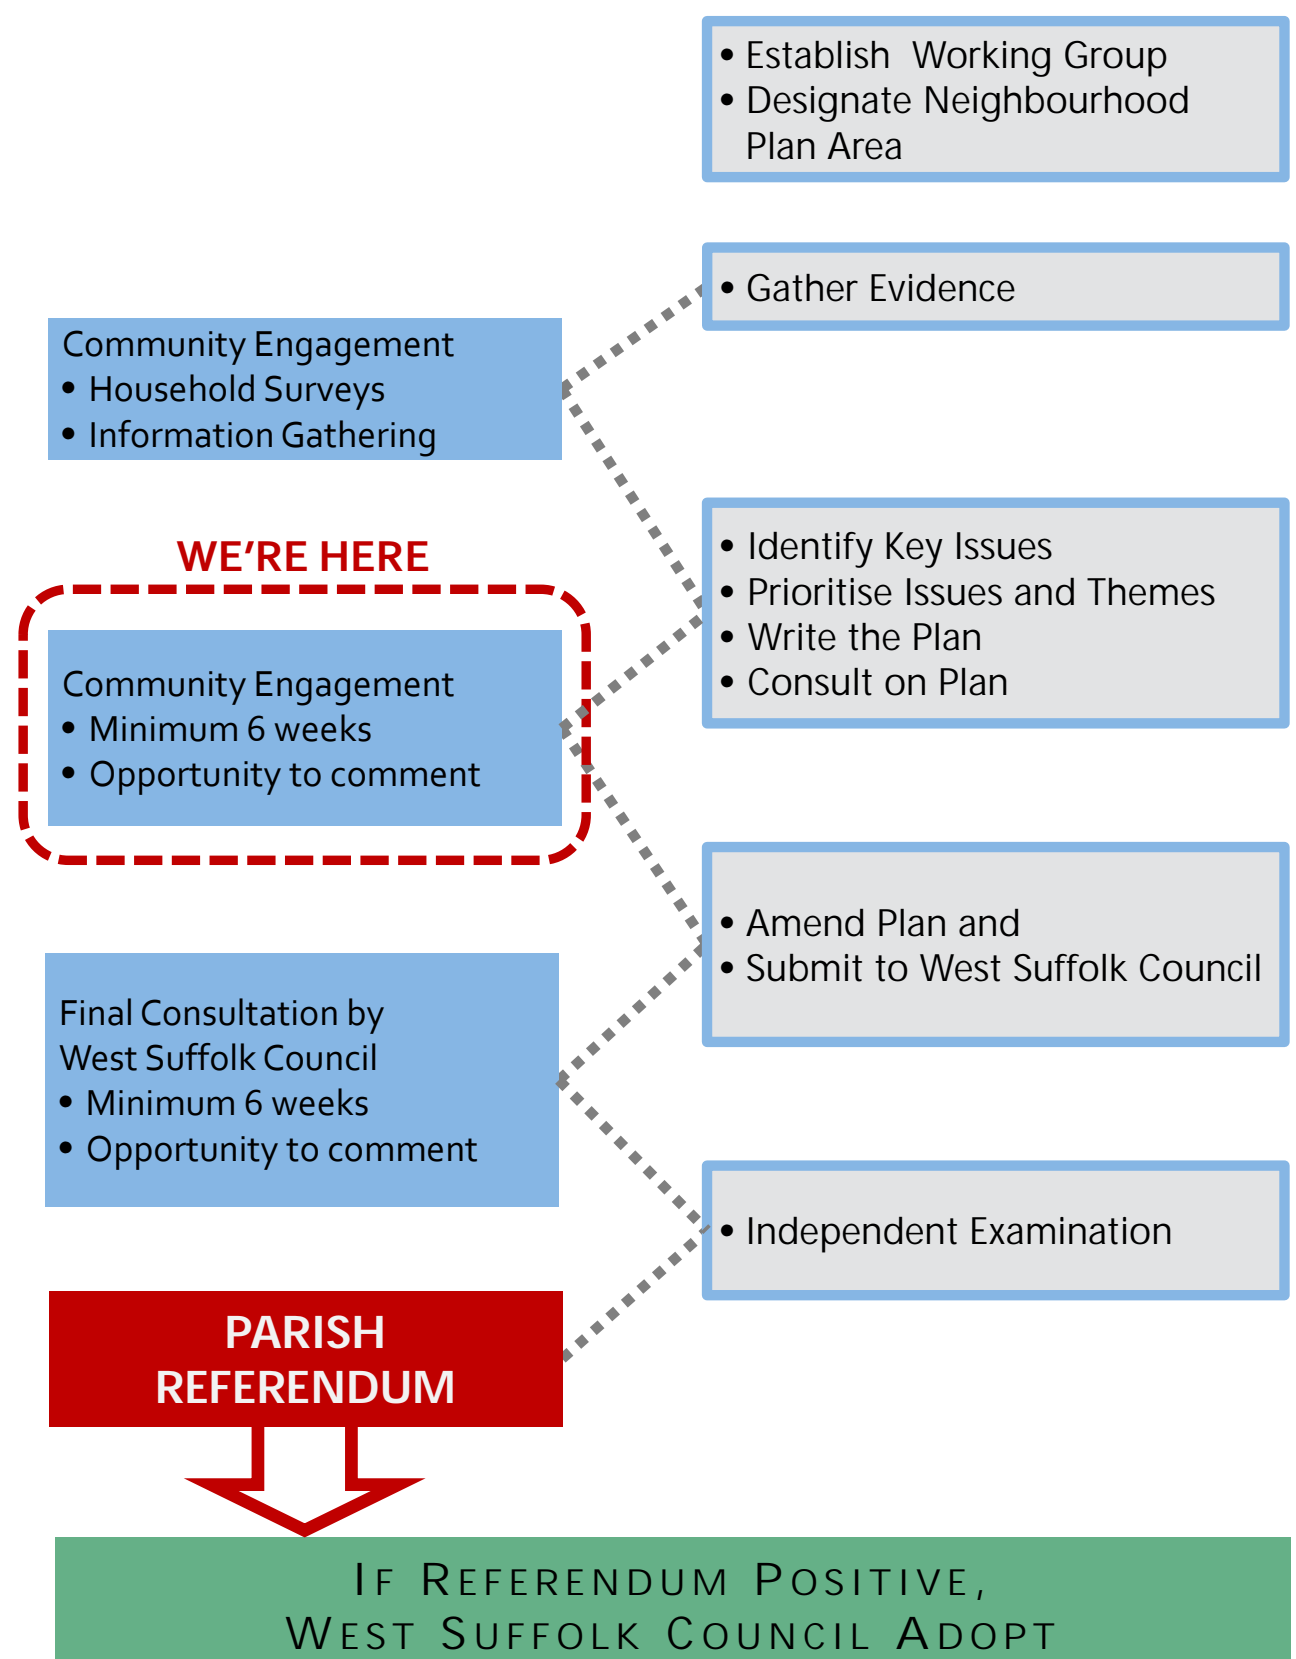 • Establish Working Group
• Designate Neighbourhood
Plan Area
• Gather Evidence
Community Engagement
• Household Surveys
• Information Gathering
• Identify Key Issues
• Prioritise Issues and Themes
• Write the Plan
• Consult on Plan
WE'RE HERE
Community Engagement
• Minimum 6 weeks
• Opportunity to comment
• Amend Plan and
• Submit to West Suffolk Council
Final Consultation by
West Suffolk Council
• Minimum 6 weeks
• Opportunity to comment
• Independent Examination
PARISH
REFERENDUM
IF REFERENDUM POSITIVE,
WEST SUFFOLK COUNCIL ADOPT